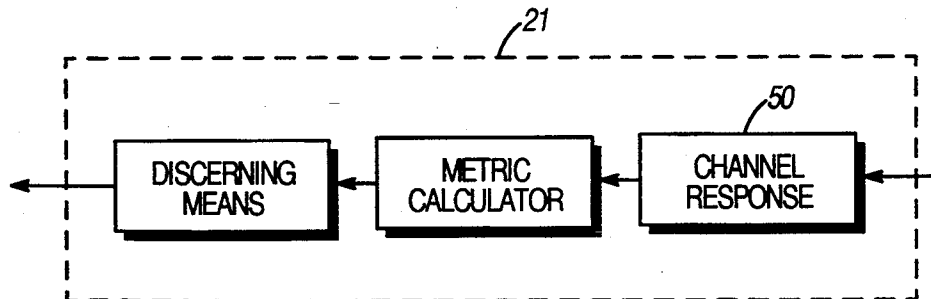 21
50
DISCERNING
MEANS
METRIC
CALCULATOR
CHANNEL
RESPONSE